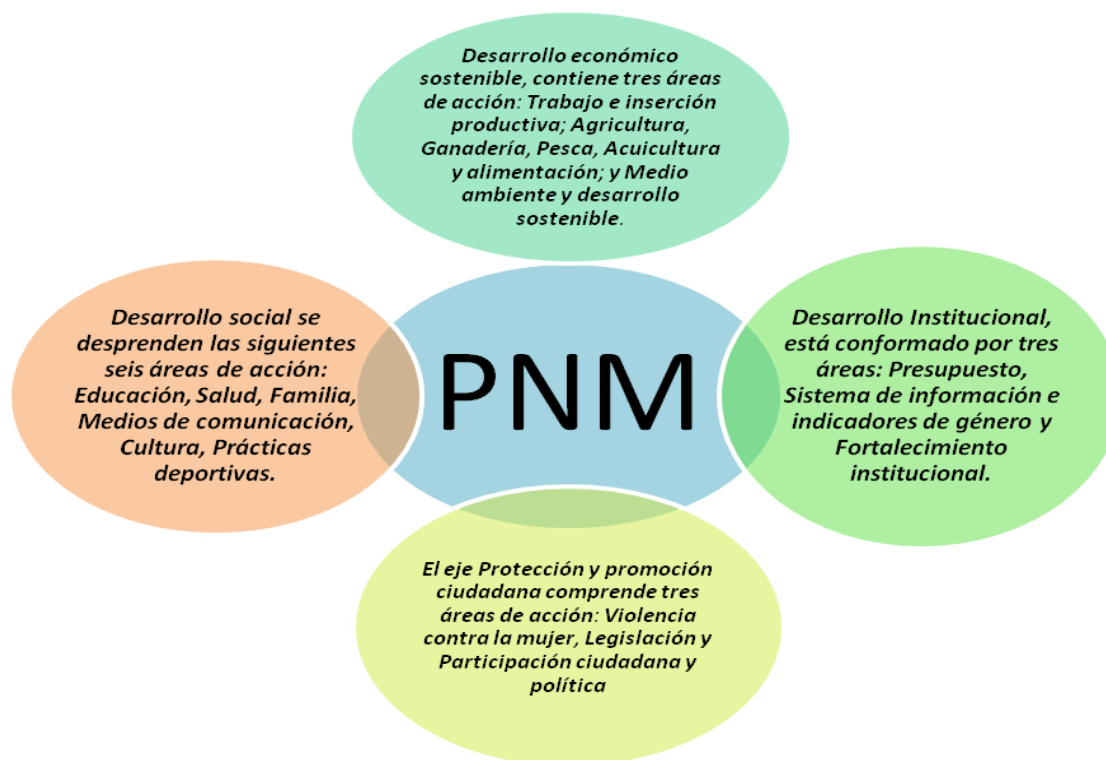 Desarrollo económico
sostenible, contiene tres áreas
de acción: Trabajo e inserción
productiva; Agricultura,
Ganadería, Pesca, Acuicultura
y alimentación; y Medio
ambiente y desarrollo
sostenible.
Desarrollo social se
desprenden las siguientes
seis áreas de acción:
Educación, Salud, Familia,
Medios de comunicación,
Cultura, Prácticas
deportivas.
PNM
Desarrollo Institucional,
está conformado por tres
áreas: Presupuesto,
Sistema de información e
indicadores de género y
Fortalecimiento
institucional.
El eje Protección y promoción
ciudadana comprende tres
áreas de acción: Violencia
contra la mujer, Legislación y
Participación ciudadana y
política